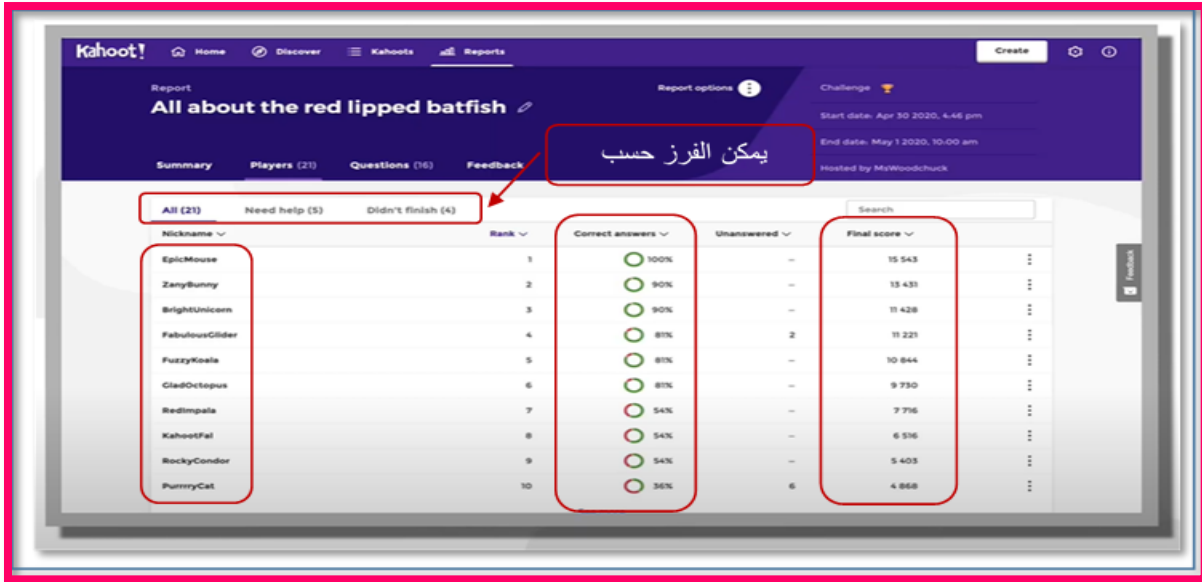 Kahoot! Home Discover Kahoots Reports Create
Report
All about the red lipped batfish
Report options
Challenge
Start date: Apr 30 2020, 4:46 pm
End date: May 1 2020, 10:00 am
Hosted by MsWoodchuck
Summary Players (21) Questions (16) Feedback
يمكن الفرز حسب
All (21) Need help (5) Didn't finish (4) Search
Nickname Rank Correct answers Unanswered Final score
EpicMouse 1 100% – 15 543
ZanyBunny 2 90% – 13 431
BrightUnicorn 3 90% – 11 428
FabulousGlider 4 81% 2 11 221
FuzzyKoala 5 81% – 10 844
GladOctopus 6 81% – 9 730
RedImpala 7 54% – 7 716
KahootFal 8 54% – 6 516
RockyCondor 9 54% – 5 403
PurrrryCat 10 36% 6 4 868
Feedback